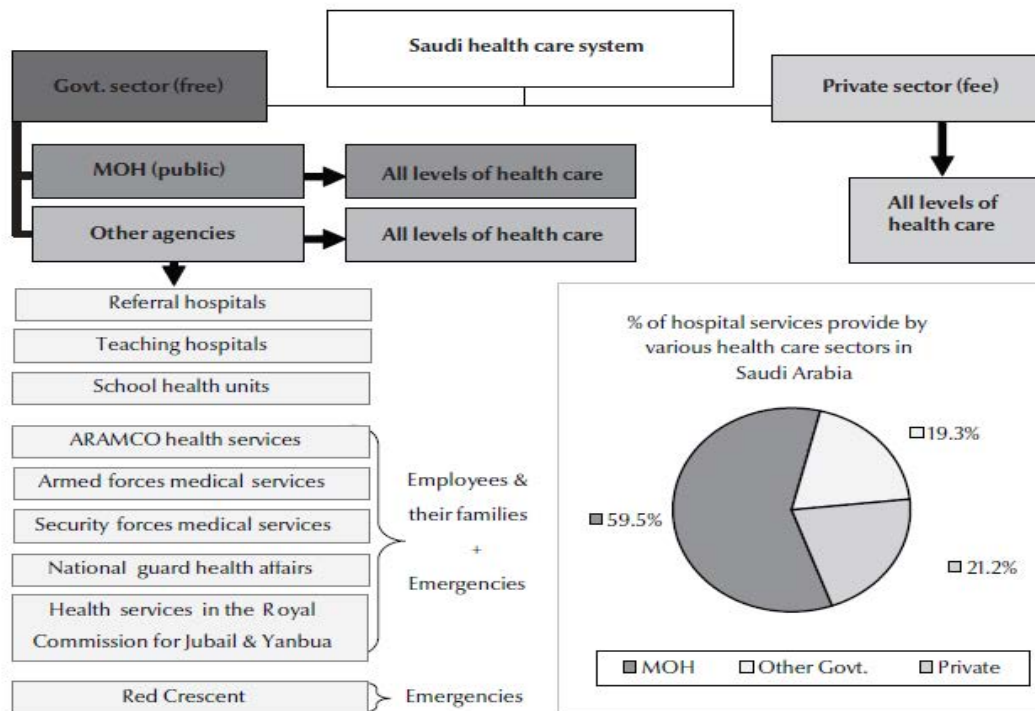 Saudi health care system
Govt. sector (free)
Private sector (fee)
MOH (public)
All levels of health care
Other agencies
All levels of health care
All levels of
health care
Referral hospitals
Teaching hospitals
School health units
ARAMCO health services
Armed forces medical services
Security forces medical services
National guard health affairs
Health services in the Royal
Commission for Jubail & Yanbua
Employees &
their families
+
Emergencies
Red Crescent
Emergencies
% of hospital services provide by
various health care sectors in
Saudi Arabia
19.3%
59.5%
21.2%
MOH
Other Govt.
Private